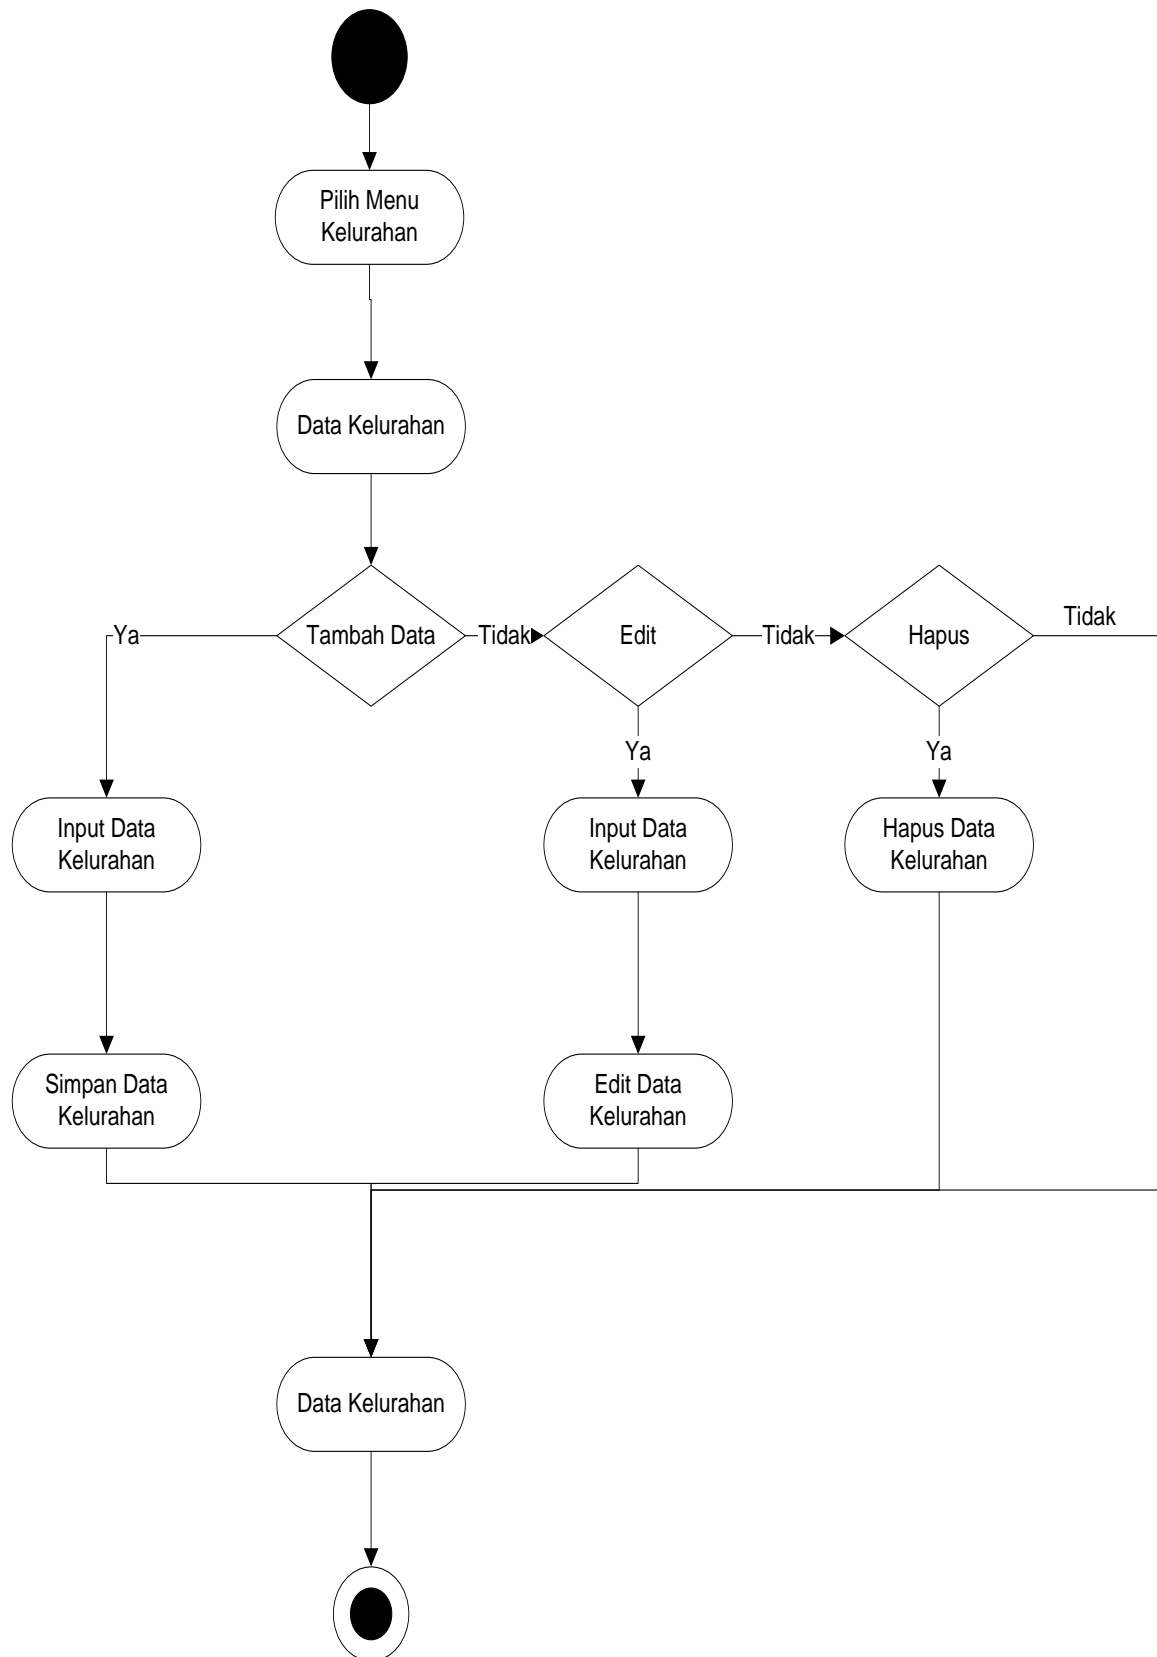 Pilih Menu
Kelurahan
Data Kelurahan
Tidak
Ya
Tambah Data
Tidak
Edit
Tidak
Hapus
Ya
Ya
Input Data
Kelurahan
Input Data
Kelurahan
Hapus Data
Kelurahan
Simpan Data
Kelurahan
Edit Data
Kelurahan
Data Kelurahan